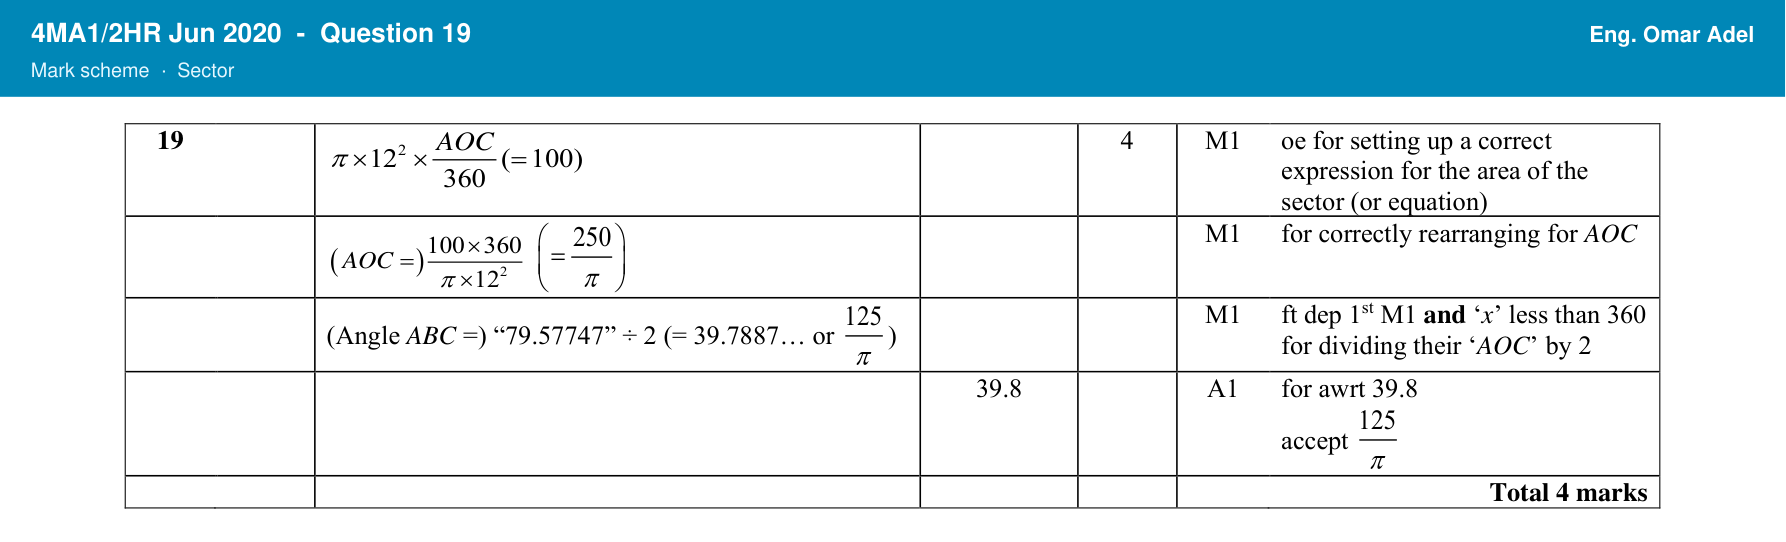 4MA1/2HR Jun 2020 - Question 19
Eng. Omar Adel
Mark scheme · Sector
19 π×12² × AOC/360 (= 100) 4 M1 oe for setting up a correct
expression for the area of the
sector (or equation)
(AOC =) 100×360/π×12² (= 250/π) M1 for correctly rearranging for AOC
(Angle ABC =) “79.57747” ÷ 2 (= 39.7887… or 125/π) M1 ft dep 1st M1 and ‘x’ less than 360
for dividing their ‘AOC’ by 2
39.8 A1 for awrt 39.8
accept 125/π
Total 4 marks